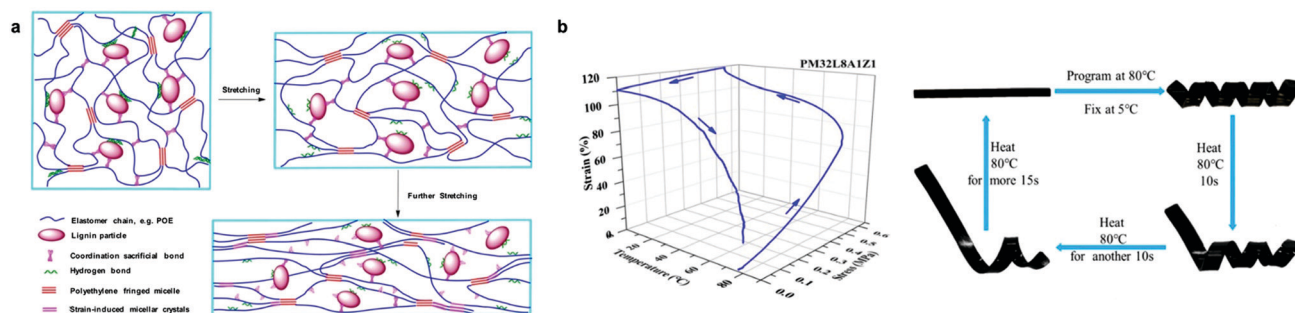 a
Stretching
Further Stretching
Elastomer chain, e.g. POE
Lignin particle
Coordination sacrificial bond
Hydrogen bond
Polyethylene fringed micelle
Strain-induced micellar crystals
b
PM32L8A1Z1
120
100
80
60
40
20
0
Strain (%)
20
40
60
80
Temperature (℃)
0.0
0.1
0.2
0.3
0.4
0.5
0.6
Stress (MPa)
Program at 80℃
Fix at 5℃
Heat
80℃
10s
Heat
80℃
for another 10s
Heat
80℃
for more 15s